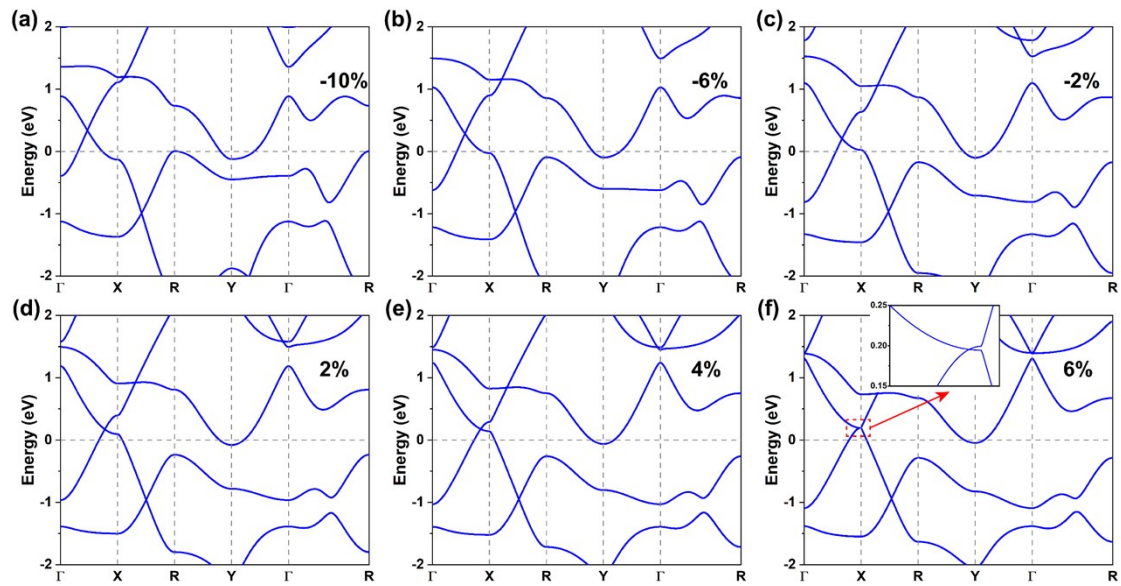 (a)
2
1
0
-1
-2
Energy (eV)
-10%
Γ X R Y Γ R
(b)
2
1
0
-1
-2
Energy (eV)
-6%
Γ X R Y Γ R
(c)
2
1
0
-1
-2
Energy (eV)
-2%
Γ X R Y Γ R
(d)
2
1
0
-1
-2
Energy (eV)
2%
Γ X R Y Γ R
(e)
2
1
0
-1
-2
Energy (eV)
4%
Γ X R Y Γ R
(f)
2
1
0
-1
-2
Energy (eV)
0.25
0.20
0.15
6%
Γ X R Y Γ R